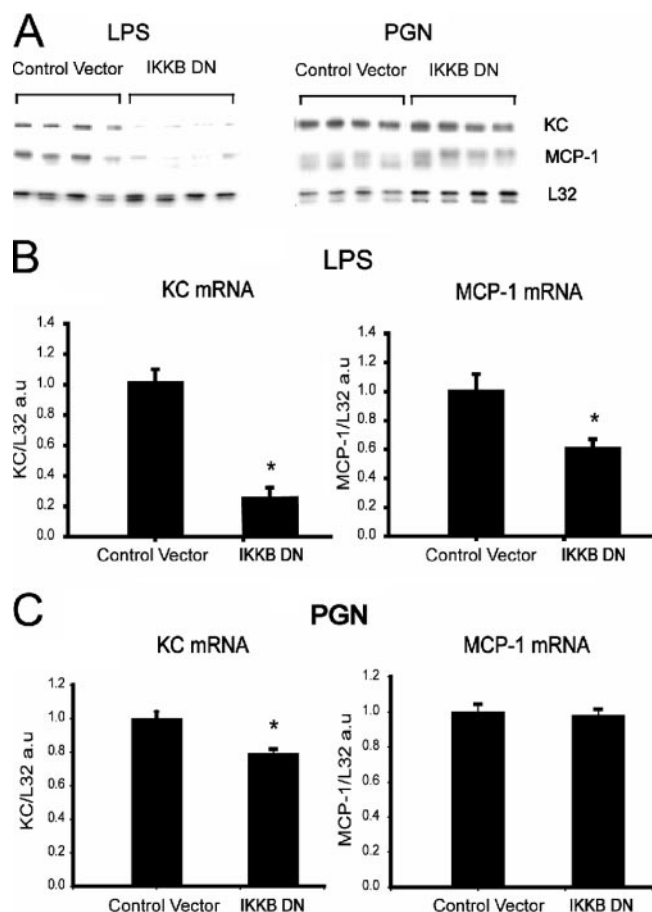 A
LPS
PGN
Control Vector
IKKB DN
Control Vector
IKKB DN
KC
MCP-1
L32
B
LPS
KC mRNA
MCP-1 mRNA
KC/L32 a.u
1.4
1.2
1.0
0.8
0.6
0.4
0.2
0.0
*
Control Vector
IKKB DN
MCP-1/L32 a.u
1.4
1.2
1.0
0.8
0.6
0.4
0.2
0.0
*
Control Vector
IKKB DN
C
PGN
KC mRNA
MCP-1 mRNA
KC/L32 a.u
1.2
1.0
0.8
0.6
0.4
0.2
0.0
*
Control Vector
IKKB DN
MCP-1/L32 a.u
1.2
1.0
0.8
0.6
0.4
0.2
0.0
Control Vector
IKKB DN